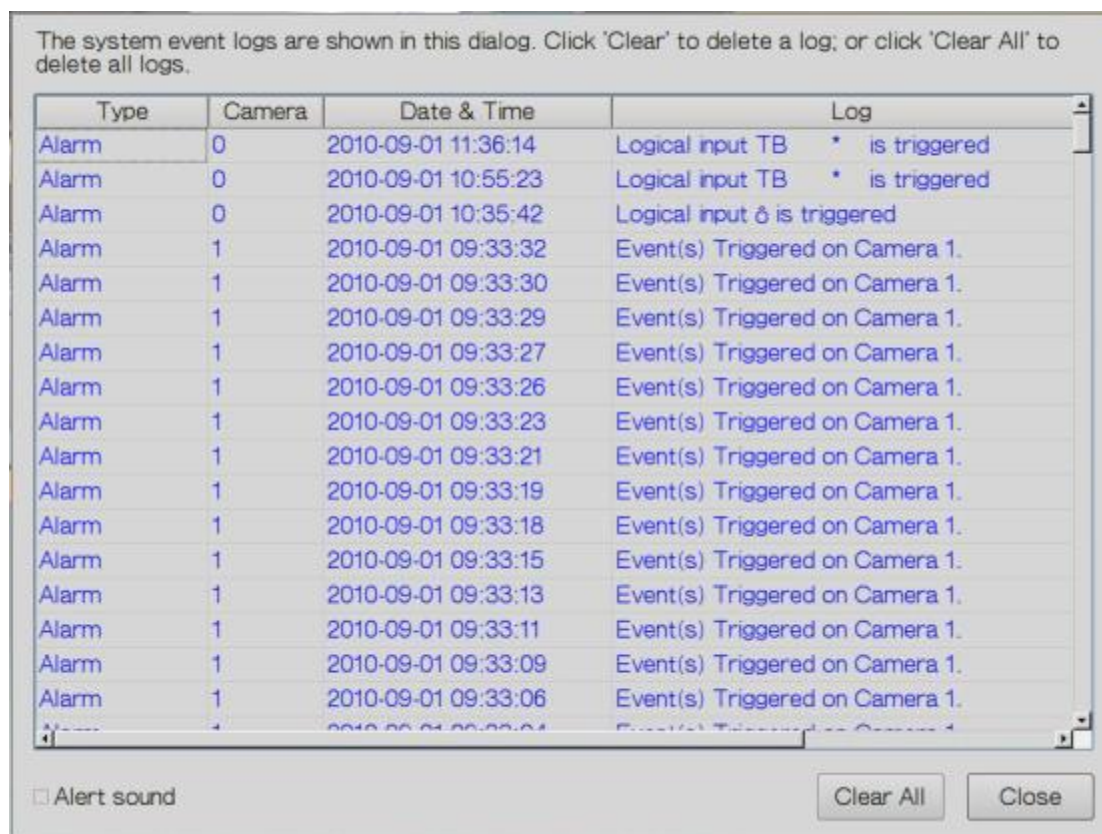 The system event logs are shown in this dialog. Click 'Clear' to delete a log; or click 'Clear All' to
delete all logs.
Type Camera Date & Time Log
Alarm 0 2010-09-01 11:36:14 Logical input TB * is triggered
Alarm 0 2010-09-01 10:55:23 Logical input TB * is triggered
Alarm 0 2010-09-01 10:35:42 Logical input ô is triggered
Alarm 1 2010-09-01 09:33:32 Event(s) Triggered on Camera 1.
Alarm 1 2010-09-01 09:33:30 Event(s) Triggered on Camera 1.
Alarm 1 2010-09-01 09:33:29 Event(s) Triggered on Camera 1.
Alarm 1 2010-09-01 09:33:27 Event(s) Triggered on Camera 1.
Alarm 1 2010-09-01 09:33:26 Event(s) Triggered on Camera 1.
Alarm 1 2010-09-01 09:33:23 Event(s) Triggered on Camera 1.
Alarm 1 2010-09-01 09:33:21 Event(s) Triggered on Camera 1.
Alarm 1 2010-09-01 09:33:19 Event(s) Triggered on Camera 1.
Alarm 1 2010-09-01 09:33:18 Event(s) Triggered on Camera 1.
Alarm 1 2010-09-01 09:33:15 Event(s) Triggered on Camera 1.
Alarm 1 2010-09-01 09:33:13 Event(s) Triggered on Camera 1.
Alarm 1 2010-09-01 09:33:11 Event(s) Triggered on Camera 1.
Alarm 1 2010-09-01 09:33:09 Event(s) Triggered on Camera 1.
Alarm 1 2010-09-01 09:33:06 Event(s) Triggered on Camera 1.
Alert sound Clear All Close